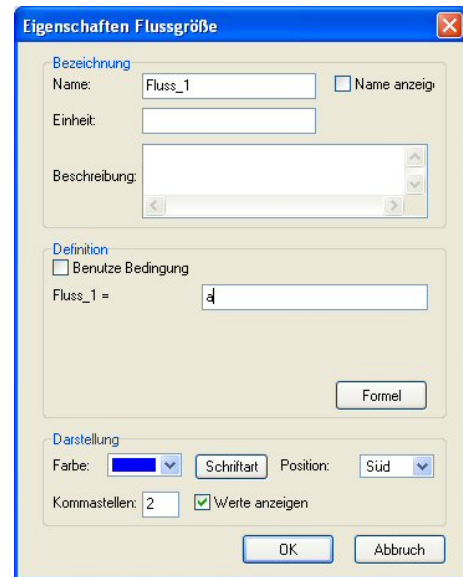 Eigenschaften Flussgröße
Bezeichnung
Name: Fluss_1 Name anzeig
Einheit:
Beschreibung:
Definition
Benutze Bedingung
Fluss_1 = a
Formel
Darstellung
Farbe: Schriftart Position: Süd
Kommastellen: 2 Werte anzeigen
OK Abbruch